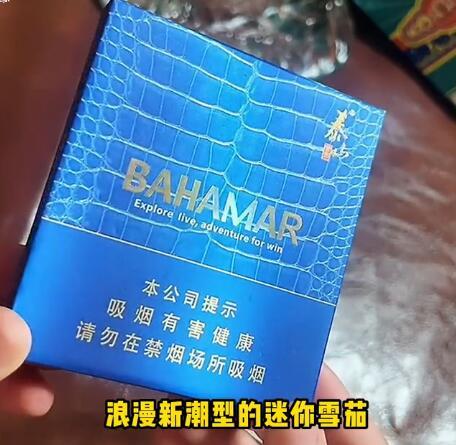 泰山
BAHAMAR
Explore five, adventure for win
本公司提示
吸烟有害健康
请勿在禁烟场所吸烟
浪漫新潮型的迷你雪茄